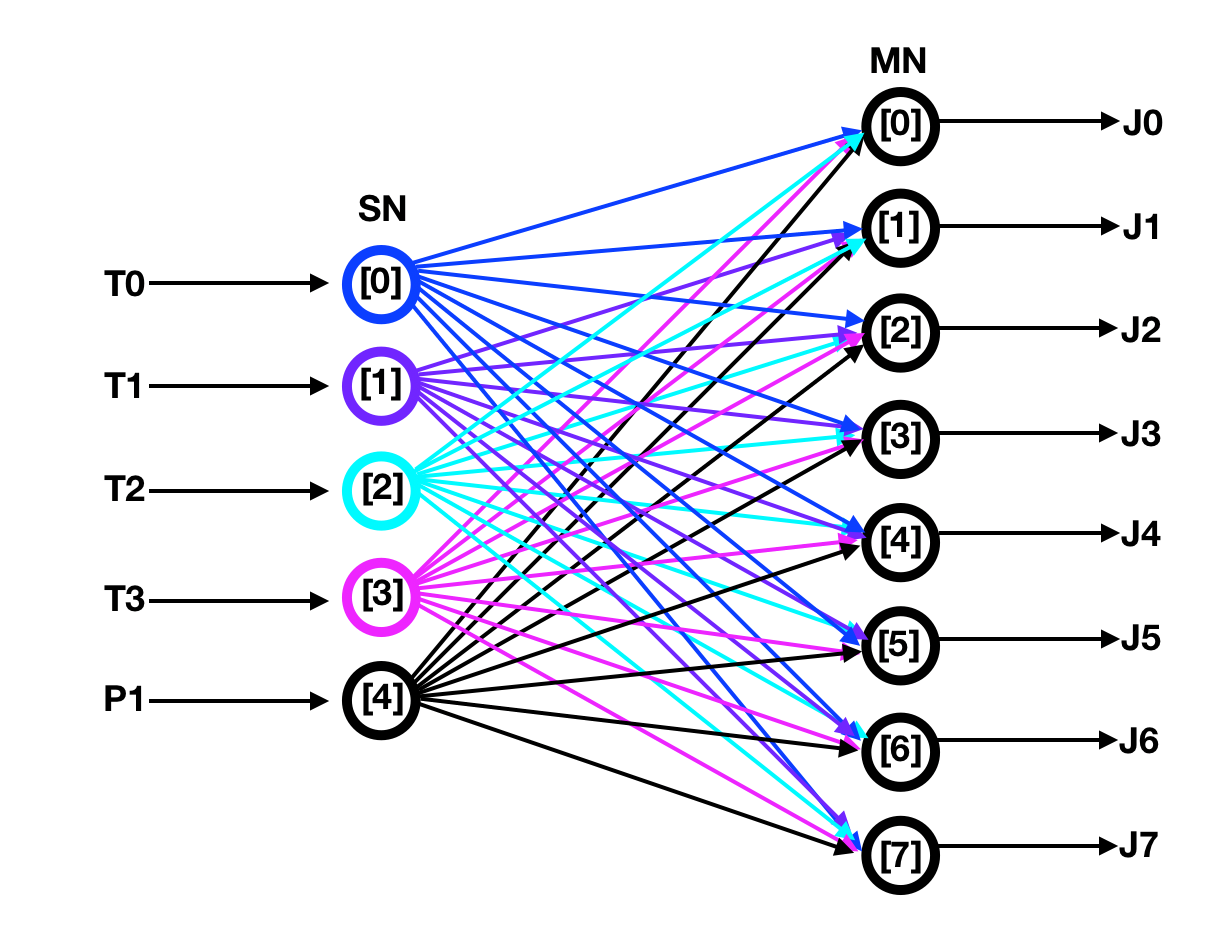 MN
[0]
J0
SN
[1]
J1
T0
[0]
[2]
J2
T1
[1]
[3]
J3
T2
[2]
[4]
J4
T3
[3]
[5]
J5
P1
[4]
[6]
J6
[7]
J7